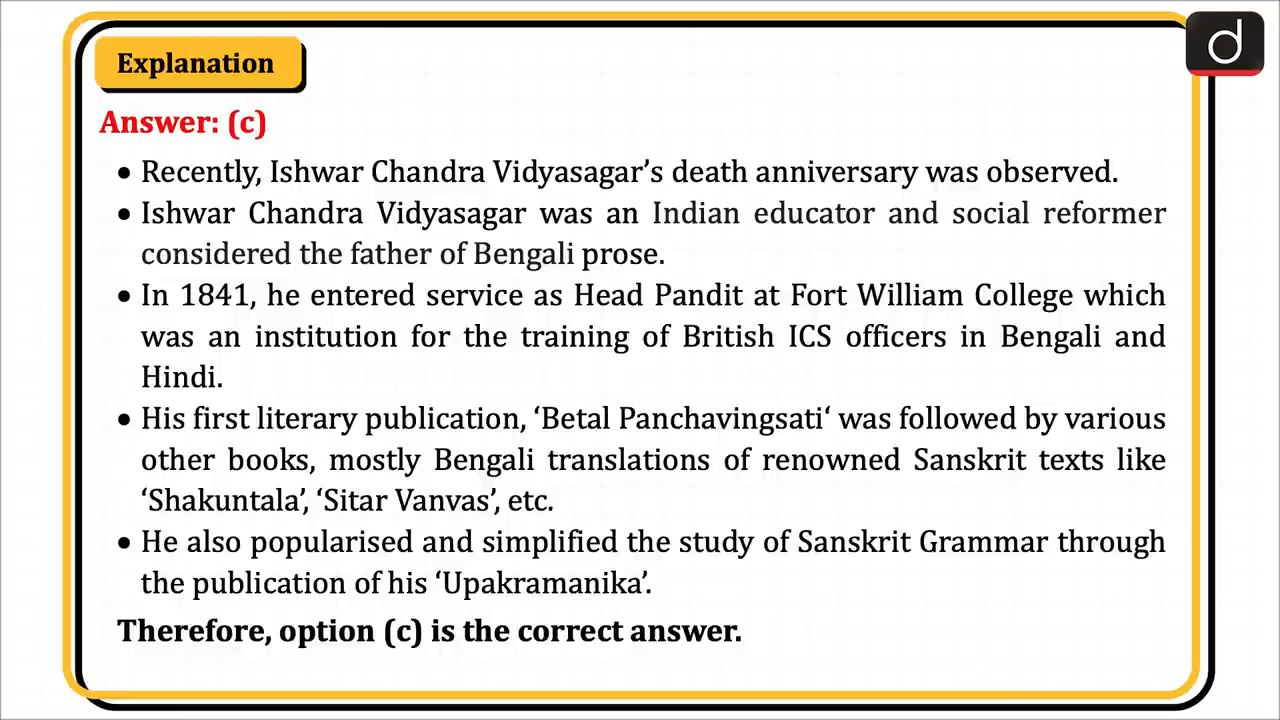 Explanation
d
Answer: (c)
• Recently, Ishwar Chandra Vidyasagar’s death anniversary was observed.
• Ishwar Chandra Vidyasagar was an Indian educator and social reformer
considered the father of Bengali prose.
• In 1841, he entered service as Head Pandit at Fort William College which
was an institution for the training of British ICS officers in Bengali and
Hindi.
• His first literary publication, ‘Betal Panchavingsati‘ was followed by various
other books, mostly Bengali translations of renowned Sanskrit texts like
‘Shakuntala’, ‘Sitar Vanvas’, etc.
• He also popularised and simplified the study of Sanskrit Grammar through
the publication of his ‘Upakramanika’.
Therefore, option (c) is the correct answer.